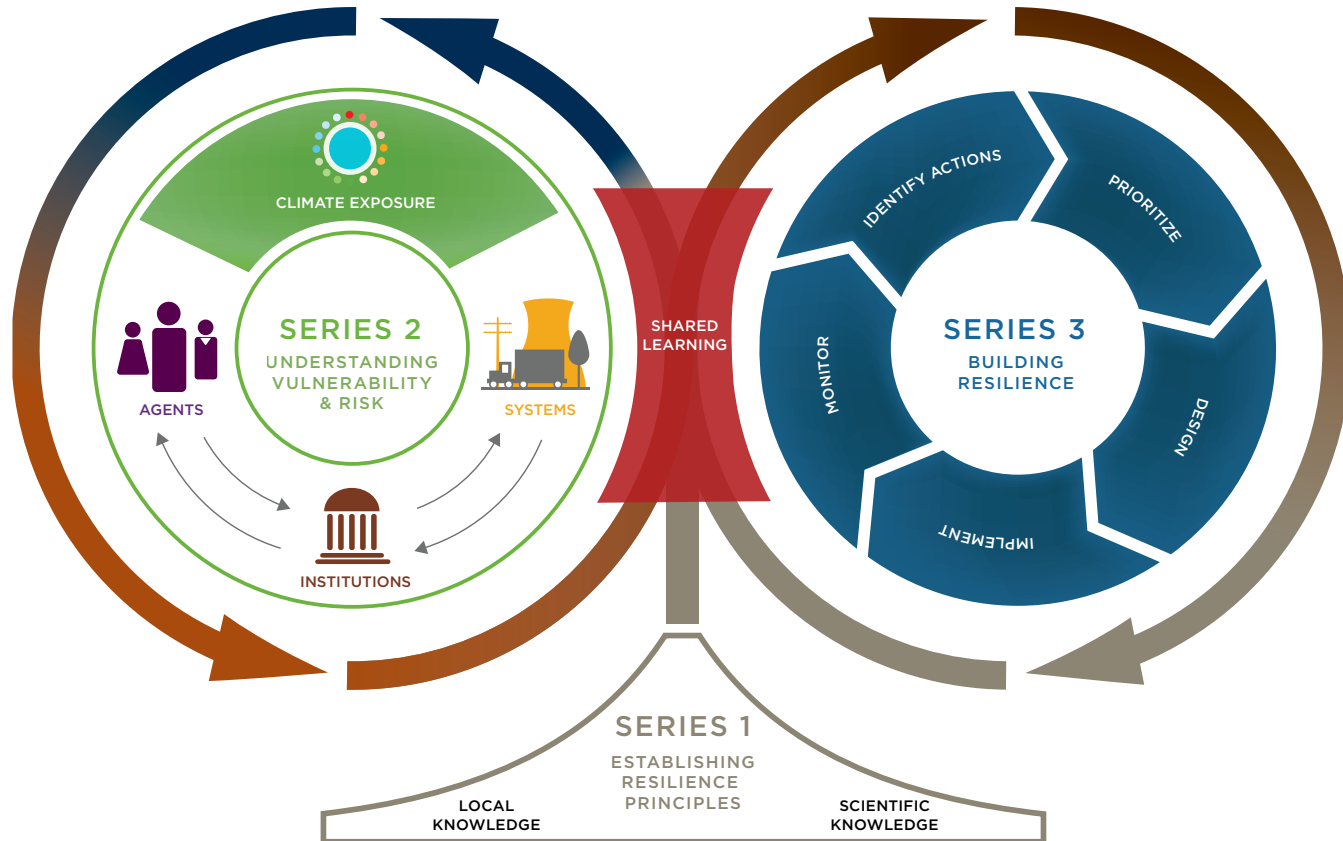 CLIMATE EXPOSURE
SERIES 2
UNDERSTANDING
VULNERABILITY
& RISK
AGENTS
SYSTEMS
INSTITUTIONS
SHARED
LEARNING
SERIES 3
BUILDING
RESILIENCE
IDENTIFY ACTIONS
PRIORITIZE
DESIGN
IMPLEMENT
MONITOR
SERIES 1
ESTABLISHING
RESILIENCE
PRINCIPLES
LOCAL
KNOWLEDGE
SCIENTIFIC
KNOWLEDGE